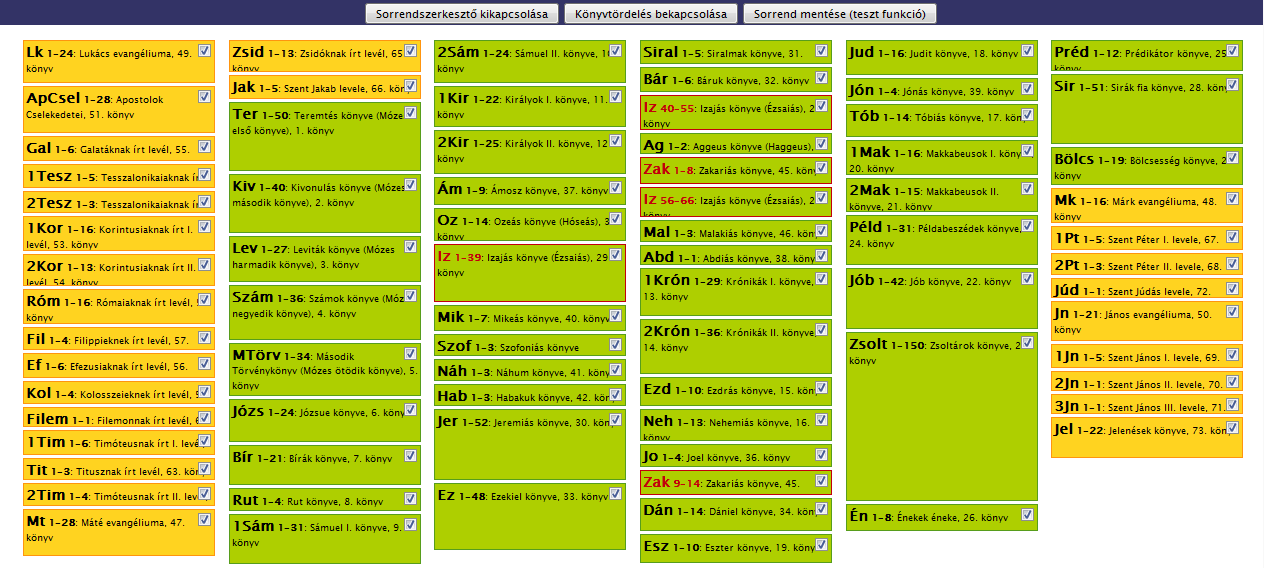 Sorrendszerkesztő kikapcsolása
Könyvtördelés bekapcsolása
Sorrend mentése (teszt funkció)
Lk 1–24: Lukács evangéliuma, 49.
könyv
ApCsel 1–28: Apostolok
Cselekedetei, 51. könyv
Gal 1–6: Galatáknak írt levél, 55.
1Tesz 1–5: Tesszalonikaiaknak
2Tesz 1–3: Tesszalonikaiaknak
1Kor 1–16: Korintusiaknak írt I.
levél, 53. könyv
2Kor 1–13: Korintusiaknak írt II.
levél, 54. könyv
Róm 1–16: Rómaiaknak írt levél,
könyv
Fil 1–4: Filippieknek írt levél, 57.
Ef 1–6: Efezusiaknak írt levél, 56.
Kol 1–4: Kolosszeieknek írt levél,
Filem 1–1: Filemonnak írt levél,
1Tim 1–6: Timóteusnak írt I.
Tit 1–3: Titusznak írt levél, 63.
2Tim 1–4: Timóteusnak írt II.
Mt 1–28: Máté evangéliuma, 47.
könyv
Zsid 1–13: Zsidóknak írt levél, 65
könyv
Jak 1–5: Szent Jakab levele, 66.
Ter 1–50: Teremtés könyve (Mózes
első könyve), 1. könyv
Kiv 1–40: Kivonulás könyve (Mózes
második könyve), 2. könyv
Lev 1–27: Leviták könyve (Mózes
harmadik könyve), 3. könyv
Szám 1–36: Számok könyve (Móz
negyedik könyve), 4. könyv
MTörv 1–34: Második
Törvénykönyv (Mózes ötödik könyve), 5.
könyv
Józs 1–24: Józsue könyve, 6. köny
Bír 1–21: Bírák könyve, 7. könyv
Rut 1–4: Rut könyve, 8. könyv
1Sám 1–31: Sámuel I. könyve, 9.
könyv
2Sám 1–24: Sámuel II. könyve,
könyv
1Kir 1–22: Királyok I. könyve, 11.
könyv
2Kir 1–25: Királyok II. könyve, 12
könyv
Ám 1–9: Ámosz könyve, 37. könyv
Oz 1–14: Ozeás könyve (Hóseás),
könyv
Iz 1–39: Izajás könyve (Ézsaiás), 29
könyv
Mik 1–7: Mikeás könyve, 40. könyv
Szof 1–3: Szofoniás könyve
Náh 1–3: Náhum könyve, 41.
Hab 1–3: Habakuk könyve, 42.
Jer 1–52: Jeremiás könyve, 30.
Ez 1–48: Ezekiel könyve, 33. könyv
Siral 1–5: Siralmak könyve, 31.
Bár 1–6: Báruk könyve, 32. könyv
Iz 40–55: Izajás könyve (Ézsaiás),
könyv
Ag 1–2: Aggeus könyve (Haggeus),
Zak 1–8: Zakariás könyve, 45.
Iz 56–66: Izajás könyve (Ézsaiás),
könyv
Mal 1–3: Malakiás könyve, 46.
Abd 1–1: Abdiás könyve, 38. könyv
1Krón 1–29: Krónikák I. könyve,
13. könyv
2Krón 1–36: Krónikák II. könyve,
14. könyv
Ezd 1–10: Ezdrás könyve, 15.
Neh 1–13: Nehemiás könyve, 16.
könyv
Jo 1–4: Joel könyve, 36. könyv
Zak 9–14: Zakariás könyve, 45.
Dán 1–14: Dániel könyve, 34.
Esz 1–10: Eszter könyve, 19.
Jud 1–16: Judit könyve, 18. könyv
Jón 1–4: Jónás könyve, 39. könyv
Tób 1–14: Tóbiás könyve, 17.
1Mak 1–16: Makkabeusok I.
20. könyv
2Mak 1–15: Makkabeusok II.
könyve, 21. könyv
Péld 1–31: Példabeszédek könyve,
24. könyv
Jób 1–42: Jób könyve, 22. könyv
Zsolt 1–150: Zsoltárok könyve,
könyv
Én 1–8: Énekek éneke, 26. könyv
Préd 1–12: Prédikátor könyve, 25
könyv
Sir 1–51: Sirák fia könyve, 28.
Bölcs 1–19: Bölcsesség könyve,
könyv
Mk 1–16: Márk evangéliuma, 48.
könyv
1Pt 1–5: Szent Péter I. levele, 67.
2Pt 1–3: Szent Péter II. levele, 68.
Júd 1–1: Szent Júdás levele, 72.
Jn 1–21: János evangéliuma, 50.
könyv
1Jn 1–5: Szent János I. levele, 69.
2Jn 1–1: Szent János II. levele, 70.
3Jn 1–1: Szent János III. levele, 71.
Jel 1–22: Jelenések könyve, 73.